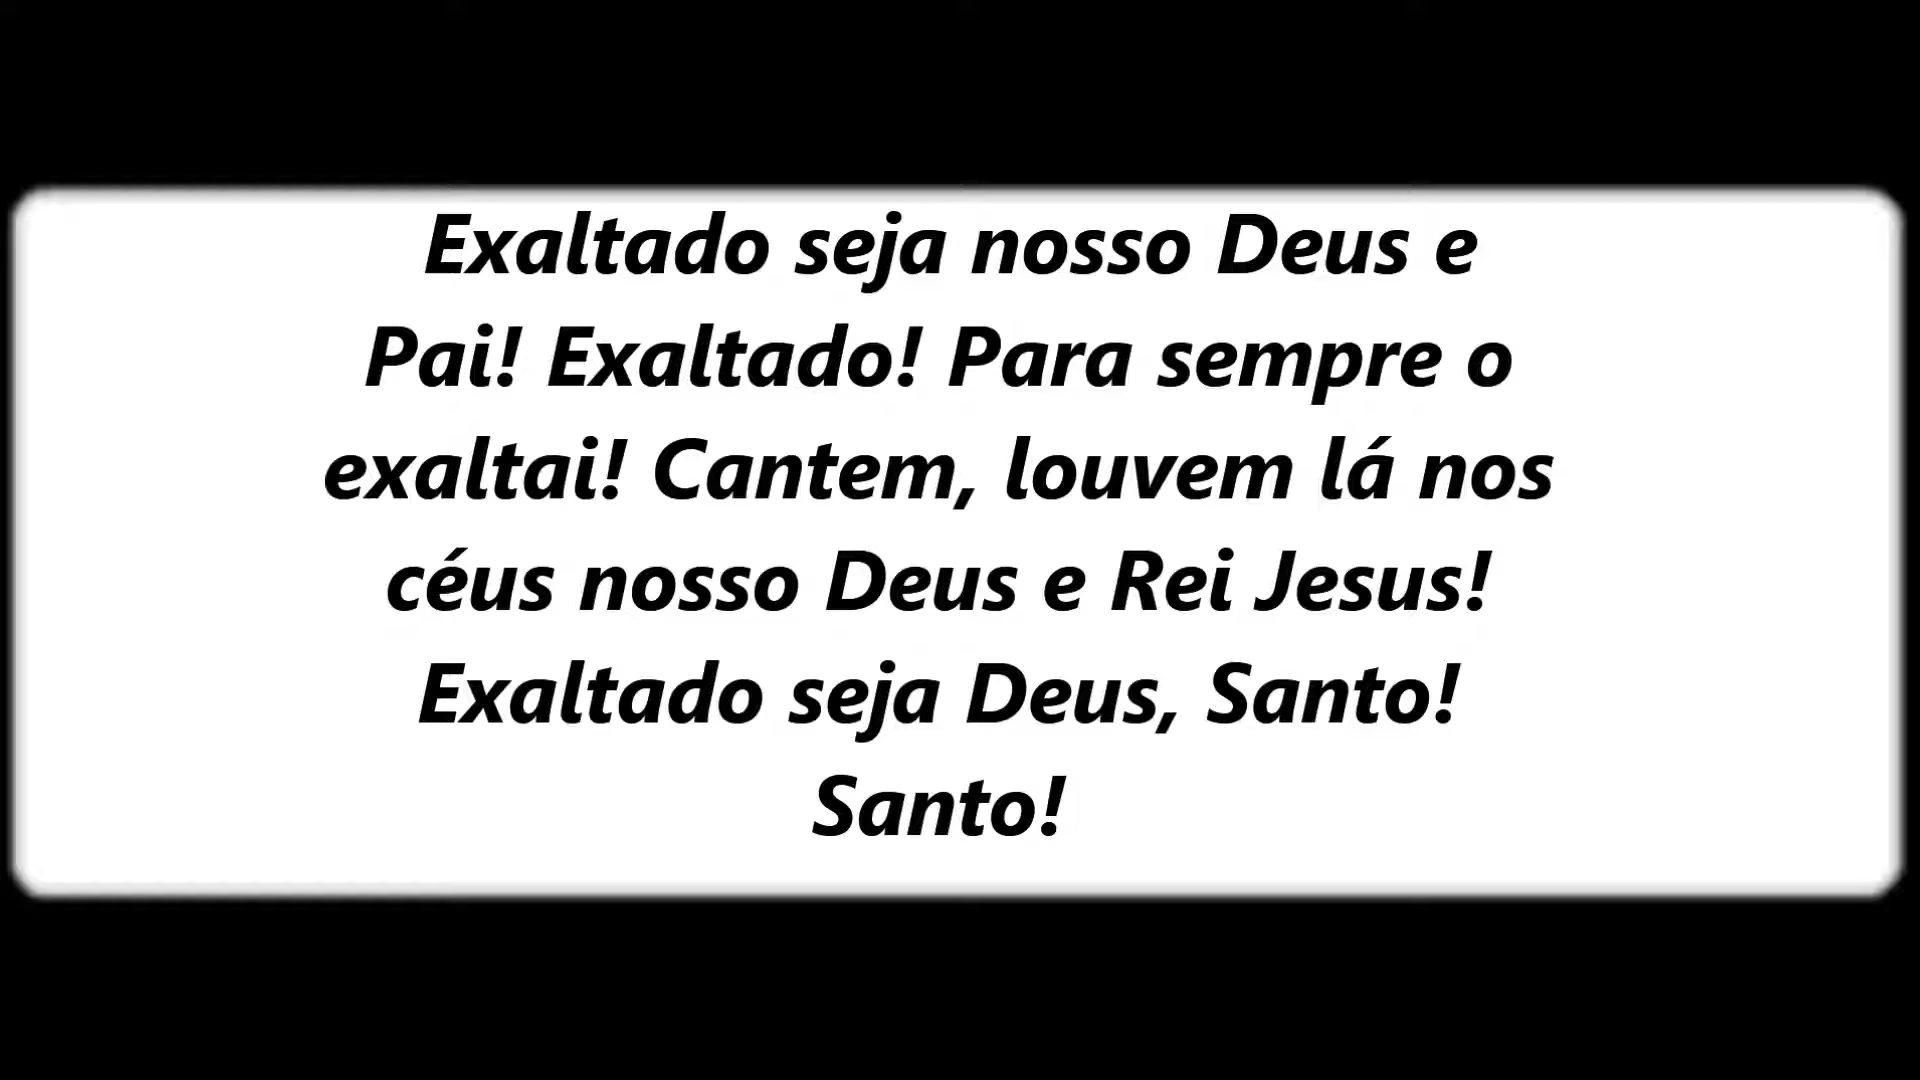 Exaltado seja nosso Deus e
Pai! Exaltado! Para sempre o
exaltai! Cantem, louvem lá nos
céus nosso Deus e Rei Jesus!
Exaltado seja Deus, Santo!
Santo!